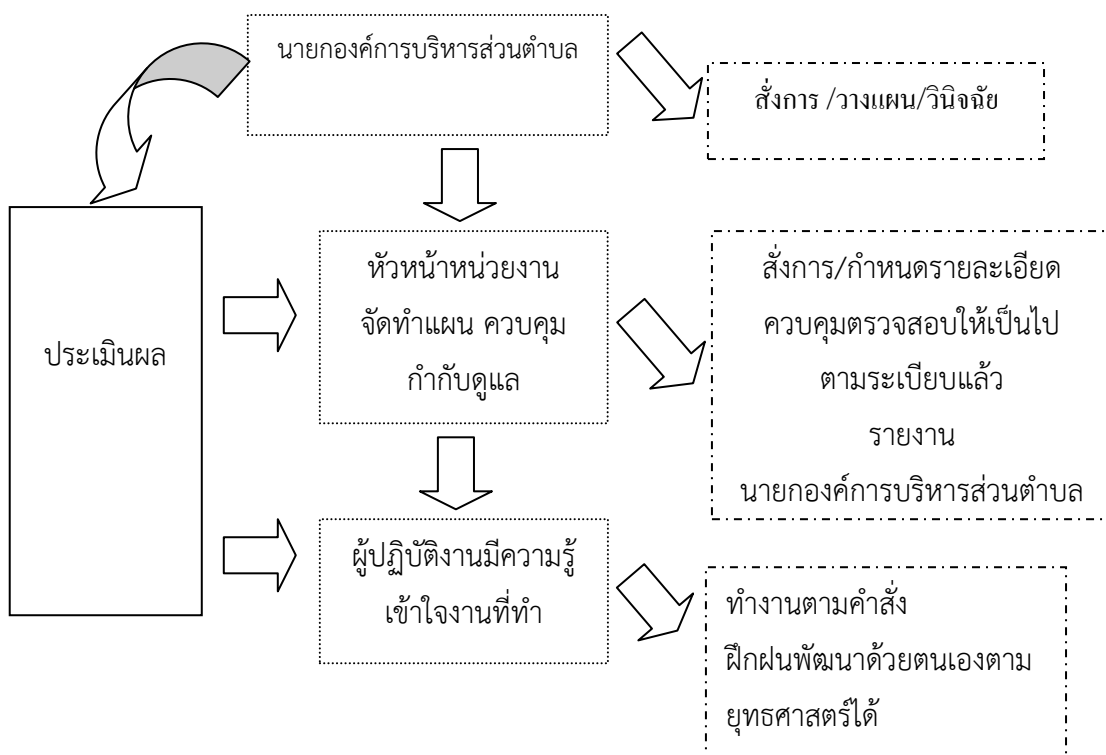 นายกองค์การบริหารส่วนตำบล
สั่งการ /วางแผน/วินิจฉัย
ประเมินผล
หัวหน้าหน่วยงาน
จัดทำแผน ควบคุม
กำกับดูแล
สั่งการ/กำหนดรายละเอียด
ควบคุมตรวจสอบให้เป็นไป
ตามระเบียบแล้ว
รายงาน
นายกองค์การบริหารส่วนตำบล
ผู้ปฏิบัติงานมีความรู้
เข้าใจงานที่ทำ
ทำงานตามคำสั่ง
ฝึกฝนพัฒนาด้วยตนเองตาม
ยุทธศาสตร์ได้